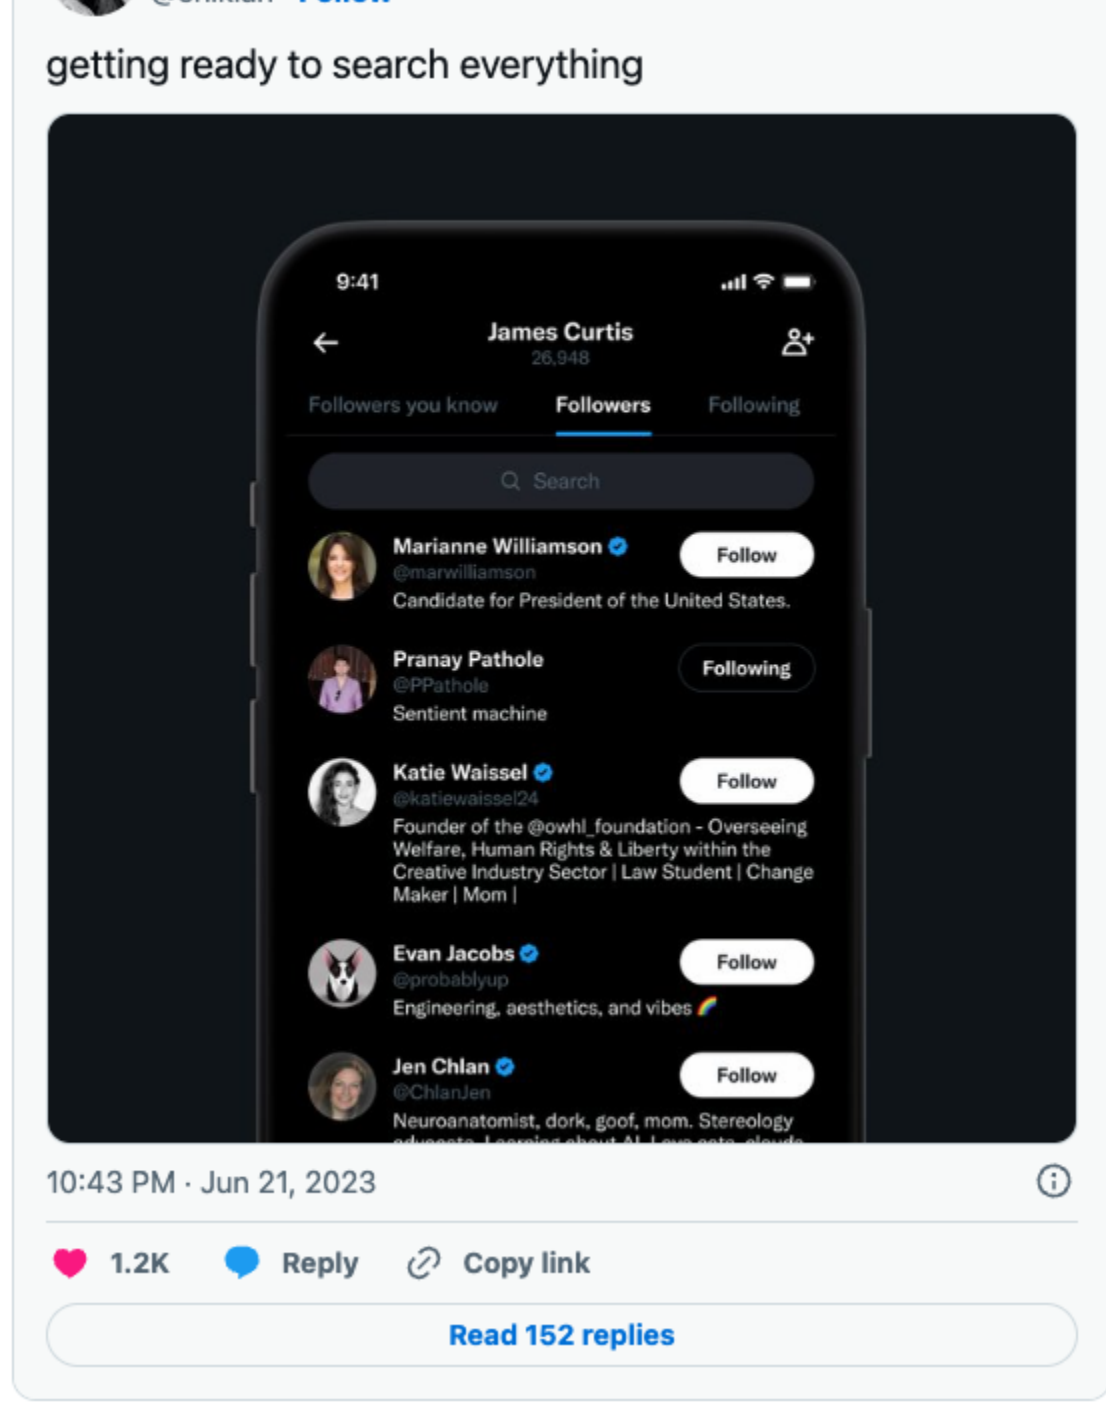 Follow
getting ready to search everything
9:41
James Curtis
26,948
Followers you know Followers Following
Search
Marianne Williamson
@marwilliamson
Follow
Candidate for President of the United States.
Pranay Pathole
@PPathole
Following
Sentient machine
Katie Waissel
@katiewaissel24
Follow
Founder of the @owhl_foundation - Overseeing
Welfare, Human Rights & Liberty within the
Creative Industry Sector | Law Student | Change
Maker | Mom |
Evan Jacobs
@probablyup
Follow
Engineering, aesthetics, and vibes 🌈
Jen Chlan
@ChlanJen
Follow
Neuroanatomist, dork, goof, mom. Stereology
10:43 PM · Jun 21, 2023
1.2K Reply Copy link
Read 152 replies